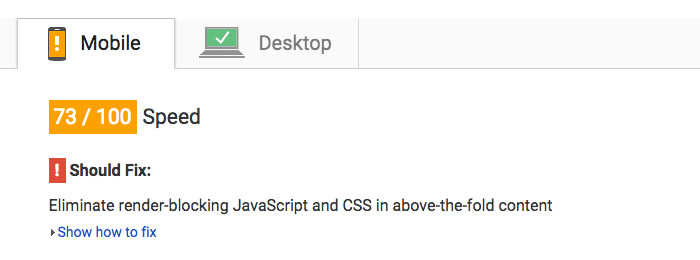 Mobile
Desktop
73 / 100 Speed
! Should Fix:
Eliminate render-blocking JavaScript and CSS in above-the-fold content
Show how to fix